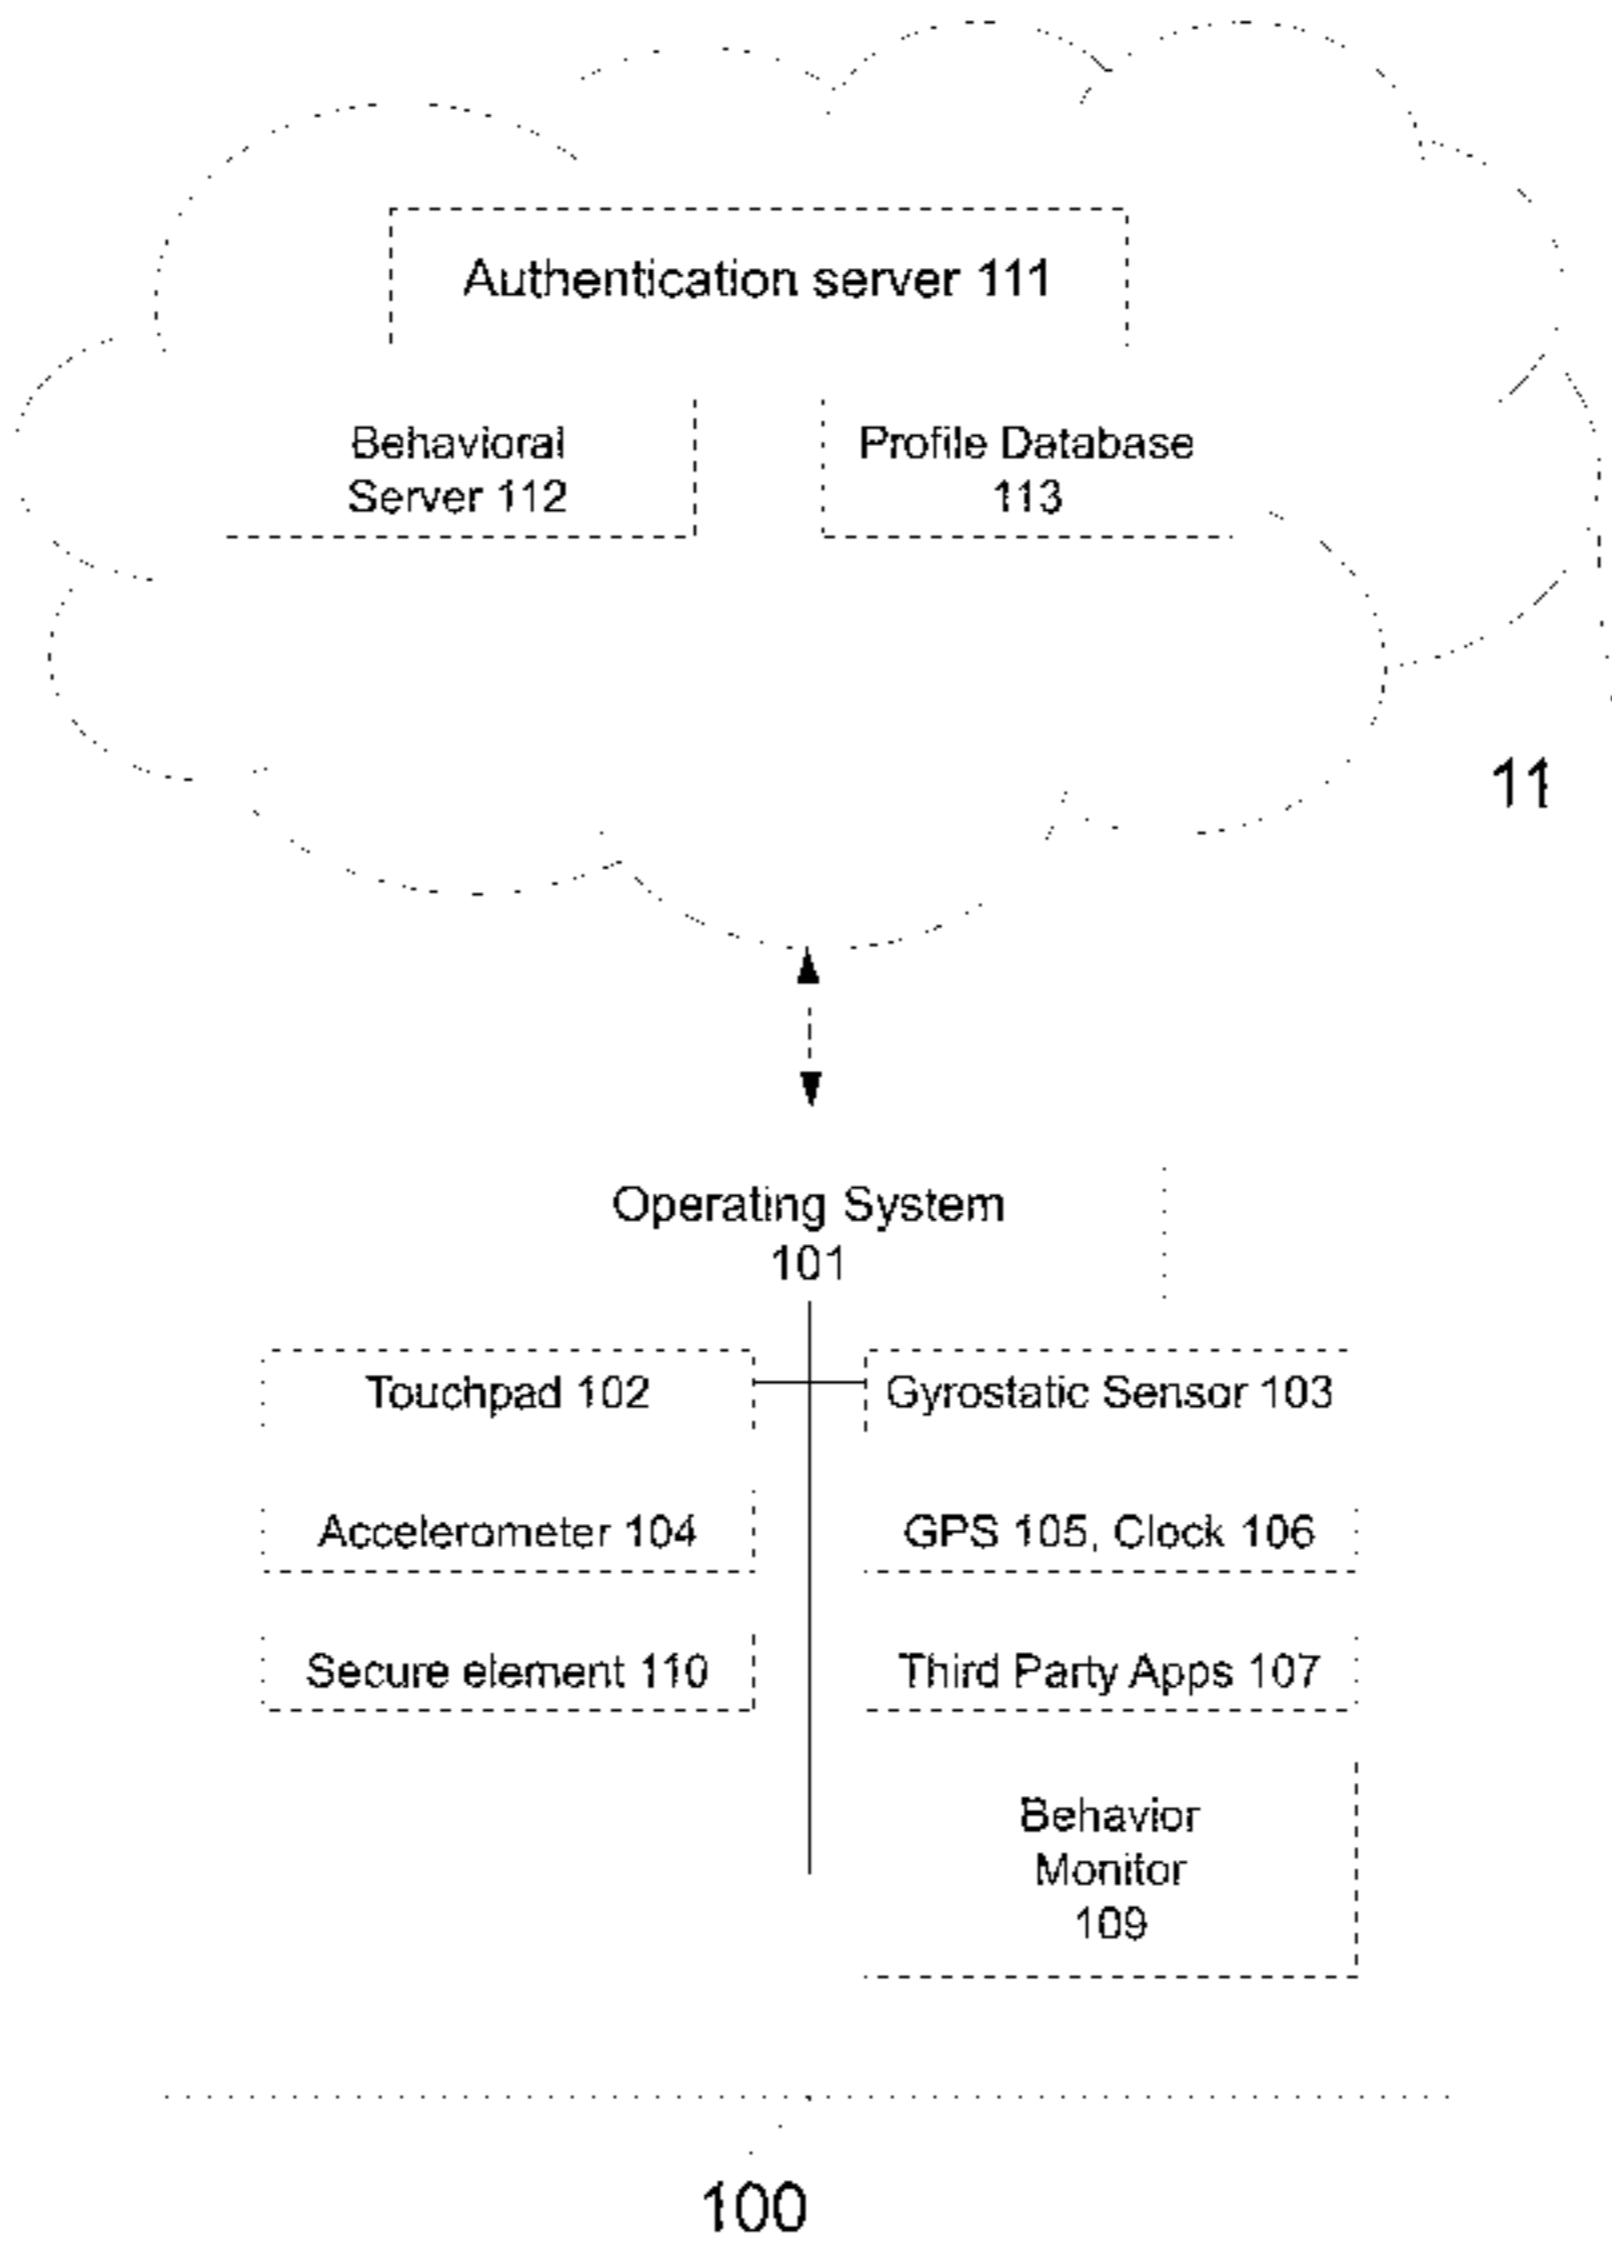 Authentication server 111
Behavioral
Server 112
Profile Database
113
11
Operating System
101
Touchpad 102
Gyrostatic Sensor 103
Accelerometer 104
GPS 105, Clock 106
Secure element 110
Third Party Apps 107
Behavior
Monitor
109
100